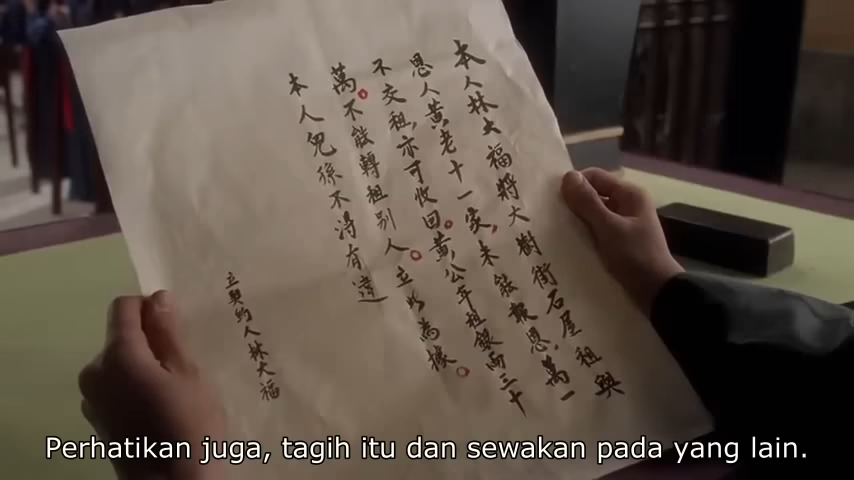 本人林大福將大樹街石屋租與
恩人黃老十一家,未能報恩,萬一
不交租,亦可收回。黃公年租銀兩三十
萬。不能轉租别人。立此為據。
本人兒孫不得有違
立契約人林大福
Perhatikan juga, tagih itu dan sewakan pada yang lain.